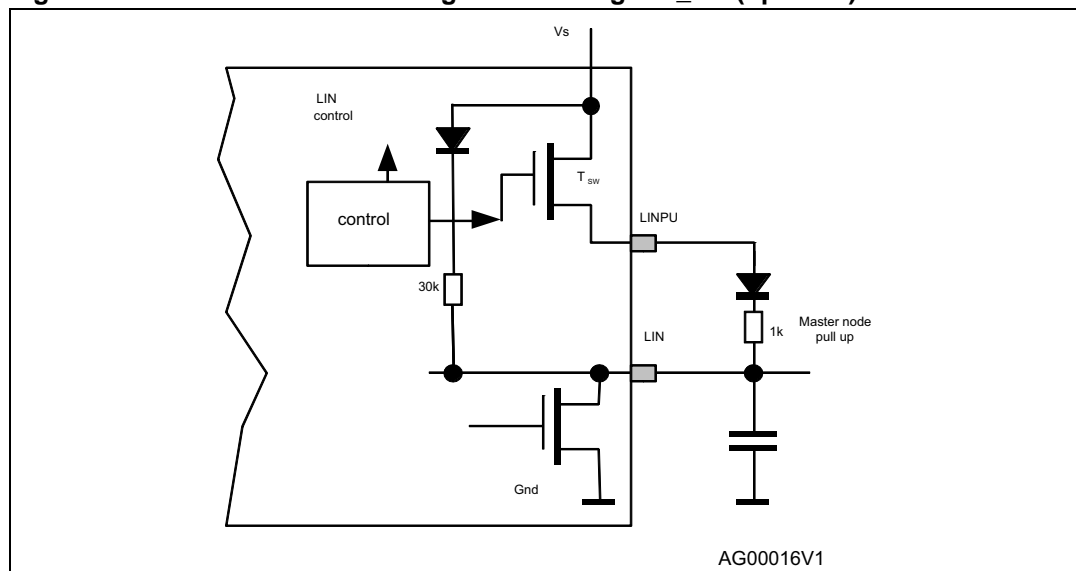 Vs
LIN
control
T sw
control
LINPU
30k
1k
Master node
pull up
LIN
Gnd
AG00016V1